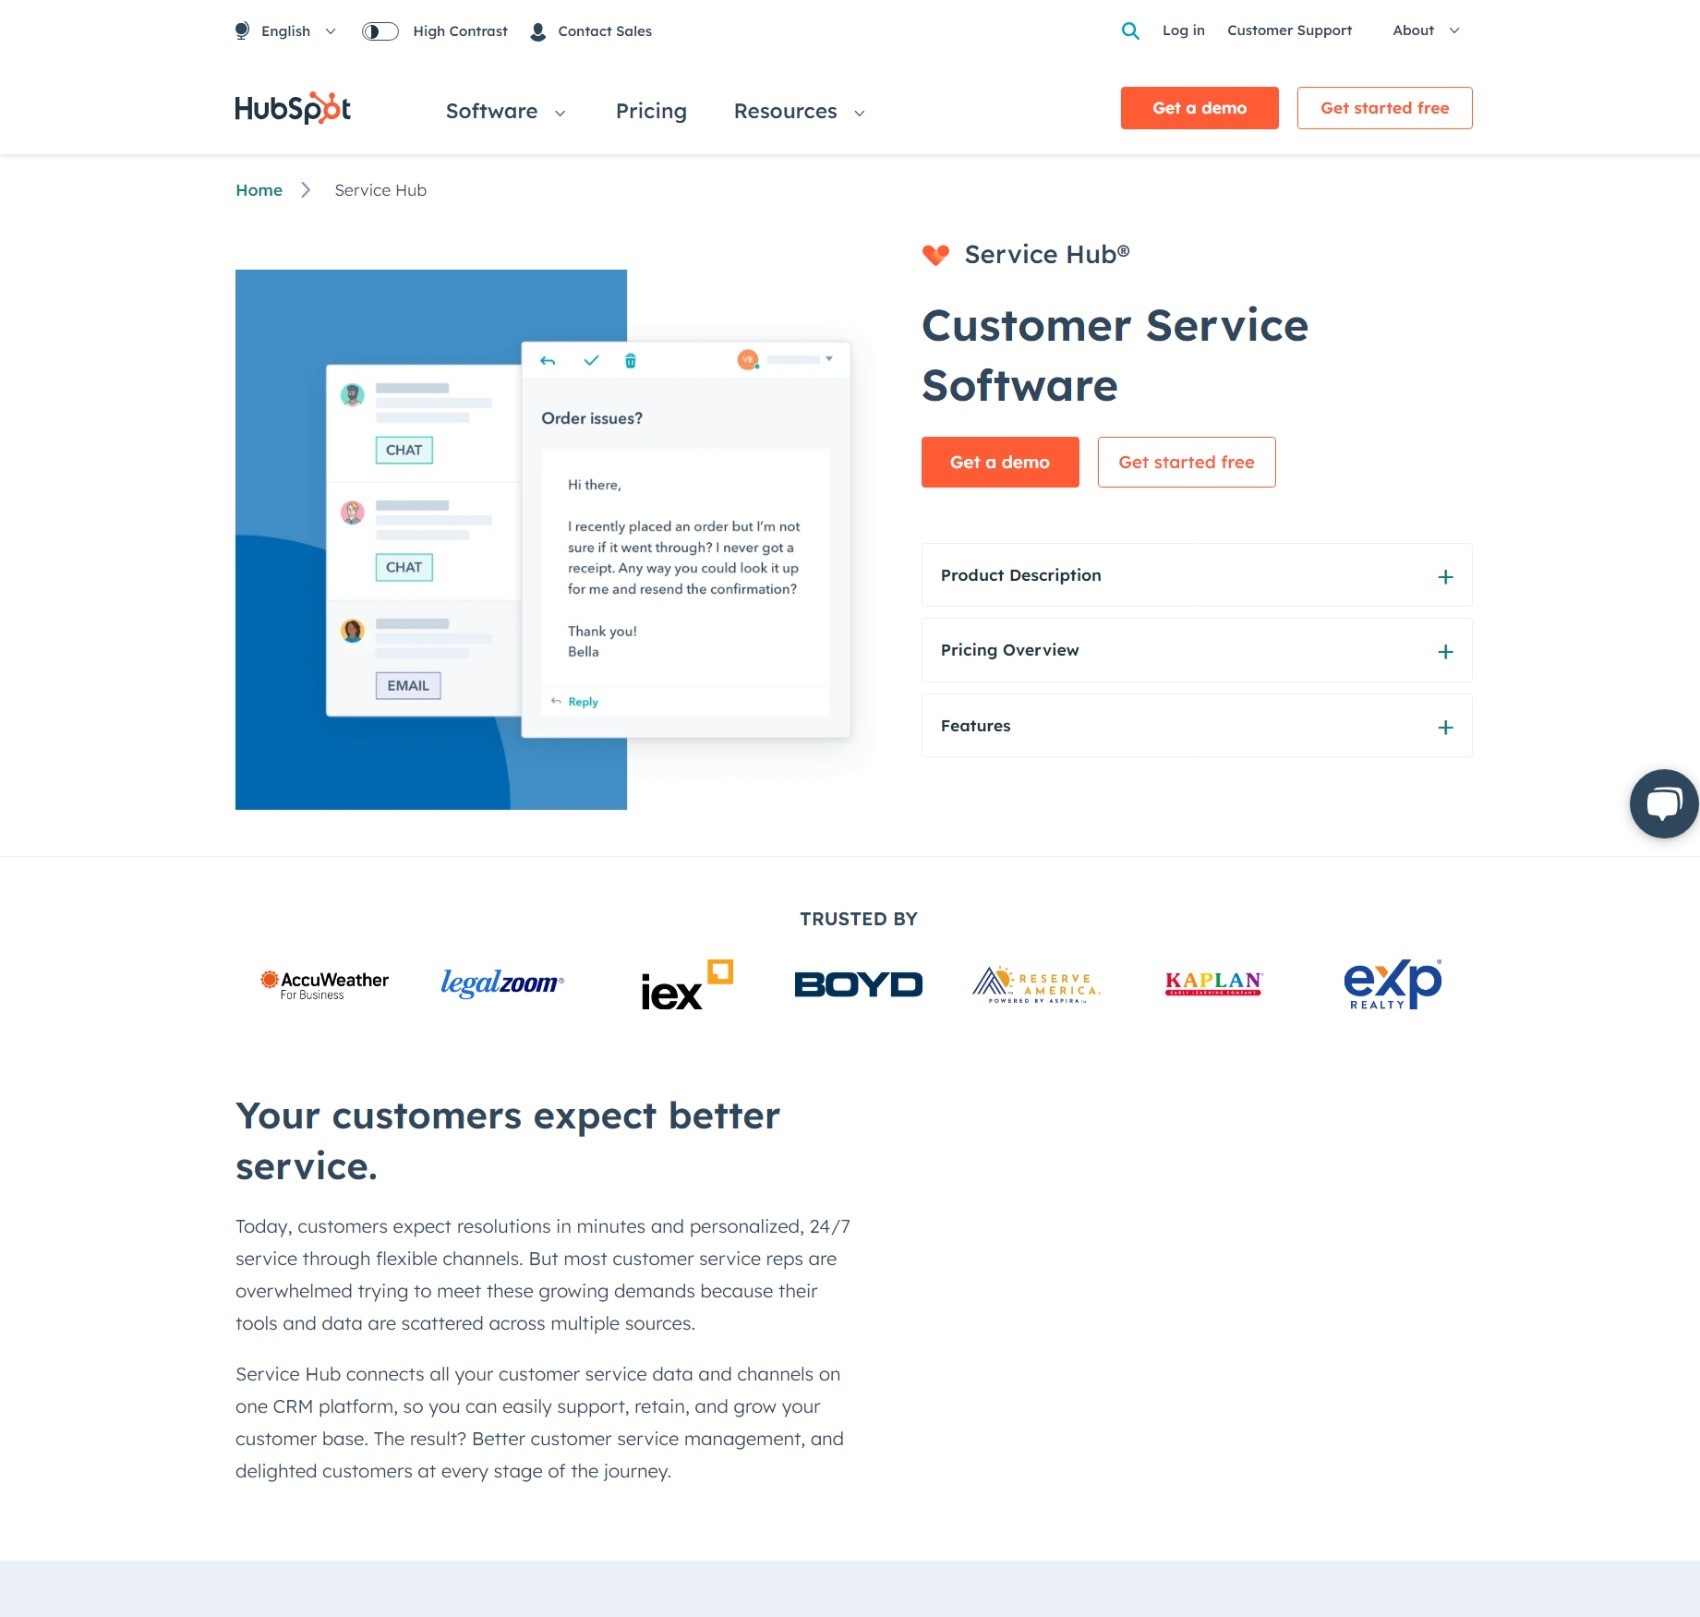 English
High Contrast
Contact Sales
Log in
Customer Support
About
HubSpot
Software
Pricing
Resources
Get a demo
Get started free
Home
Service Hub
Service Hub®
Customer Service
Software
Get a demo
Get started free
VB
CHAT
CHAT
EMAIL
Order issues?
Hi there,
I recently placed an order but I'm not
sure if it went through? I never got a
receipt. Any way you could look it up
for me and resend the confirmation?
Thank you!
Bella
Reply
Product Description
Pricing Overview
Features
TRUSTED BY
AccuWeather
For Business
legalzoom®
iex
BOYD
RESERVE
AMERICA.
POWERED BY ASPIRA
KAPLAN
EARLY LEARNING COMPANY
eXp
REALTY
Your customers expect better
service.
Today, customers expect resolutions in minutes and personalized, 24/7
service through flexible channels. But most customer service reps are
overwhelmed trying to meet these growing demands because their
tools and data are scattered across multiple sources.
Service Hub connects all your customer service data and channels on
one CRM platform, so you can easily support, retain, and grow your
customer base. The result? Better customer service management, and
delighted customers at every stage of the journey.